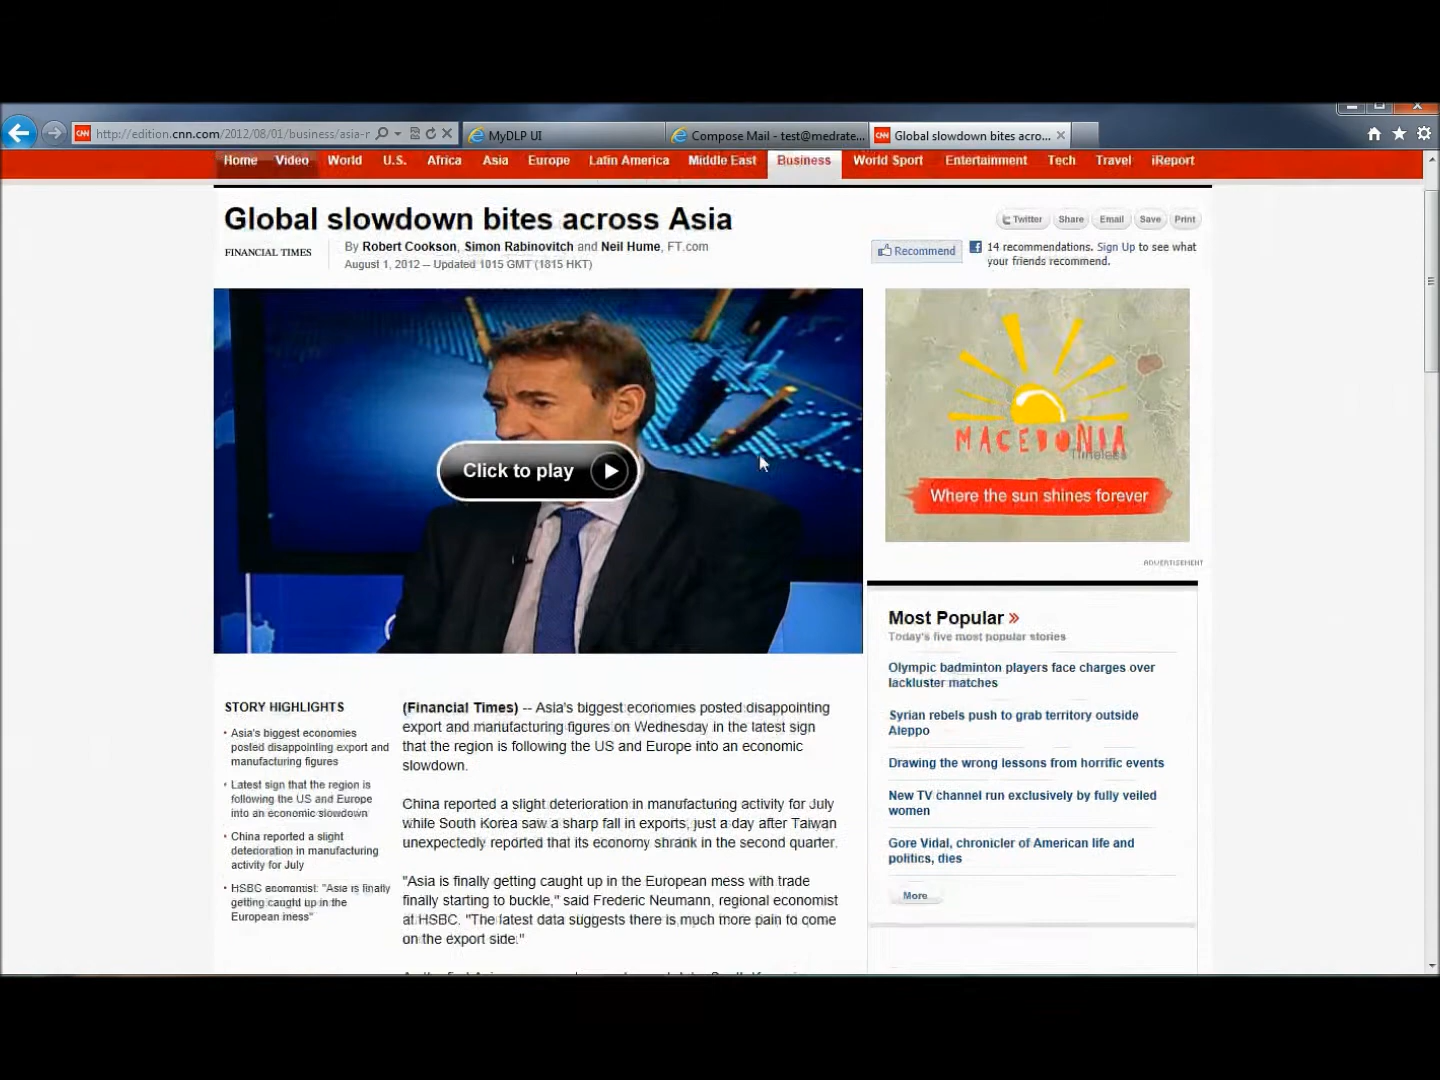 http://edition.cnn.com/2012/08/01/business/asia-r
MyDLP UI
Compose Mail - test@medrate...
Global slowdown bites acro...
CNN
Home Video World U.S. Africa Asia Europe Latin America Middle East Business World Sport Entertainment Tech Travel iReport
Global slowdown bites across Asia
FINANCIAL TIMES
By Robert Cookson, Simon Rabinovitch and Neil Hume, FT.com
August 1, 2012 -- Updated 1015 GMT (1815 HKT)
Twitter Share Email Save Print
Recommend
14 recommendations. Sign Up to see what
your friends recommend.
Click to play
MACEDONIA
Timeless
Where the sun shines forever
ADVERTISEMENT
STORY HIGHLIGHTS
Asia's biggest economies
posted disappointing export and
manufacturing figures
Latest sign that the region is
following the US and Europe
into an economic slowdown
China reported a slight
deterioration in manufacturing
activity for July
HSBC economist: "Asia is finally
getting caught up in the
European mess"
(Financial Times) -- Asia's biggest economies posted disappointing
export and manufacturing figures on Wednesday in the latest sign
that the region is following the US and Europe into an economic
slowdown.
China reported a slight deterioration in manufacturing activity for July
while South Korea saw a sharp fall in exports, just a day after Taiwan
unexpectedly reported that its economy shrank in the second quarter.
"Asia is finally getting caught up in the European mess with trade
finally starting to buckle," said Frederic Neumann, regional economist
at HSBC. "The latest data suggests there is much more pain to come
on the export side."
Most Popular »
Today's five most popular stories
Olympic badminton players face charges over
lackluster matches
Syrian rebels push to grab territory outside
Aleppo
Drawing the wrong lessons from horrific events
New TV channel run exclusively by fully veiled
women
Gore Vidal, chronicler of American life and
politics, dies
More